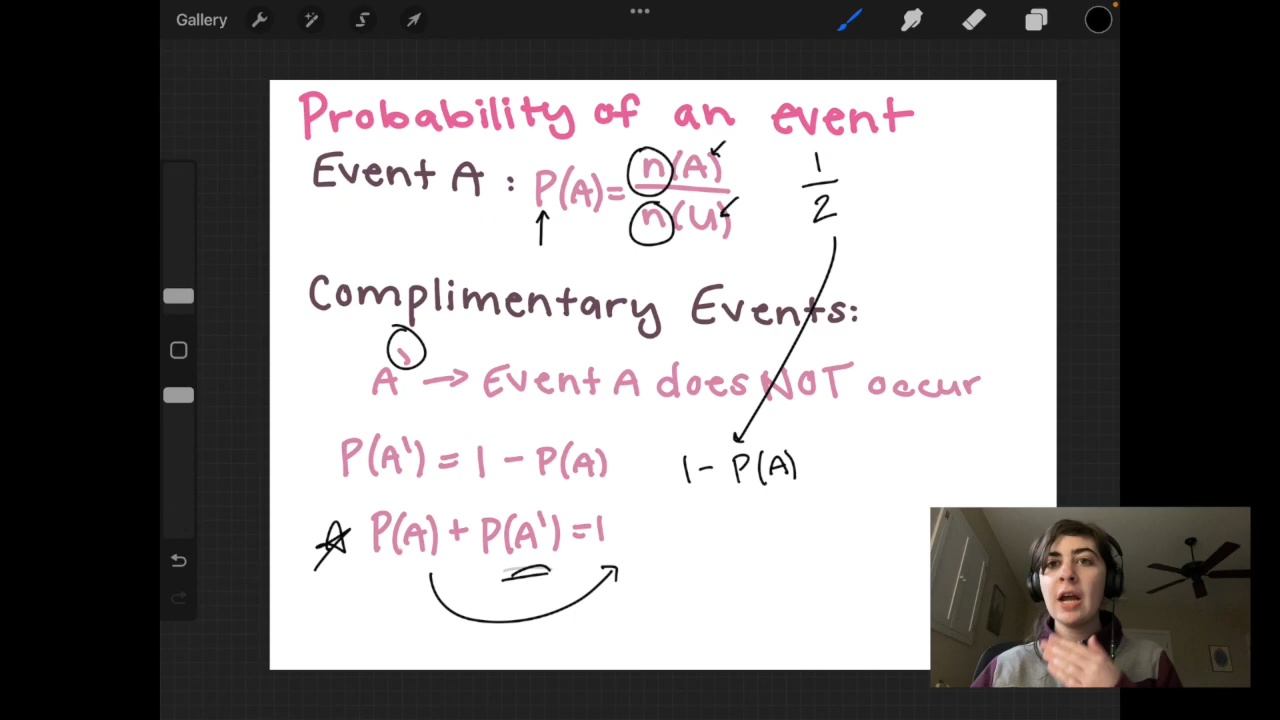 Gallery
Probability of an event
Event A : P(A) = n(A) / n(U) 1/2
Complimentary Events:
A' → Event A does NOT occur
P(A') = 1 - P(A) 1 - P(A)
P(A) + P(A') = 1